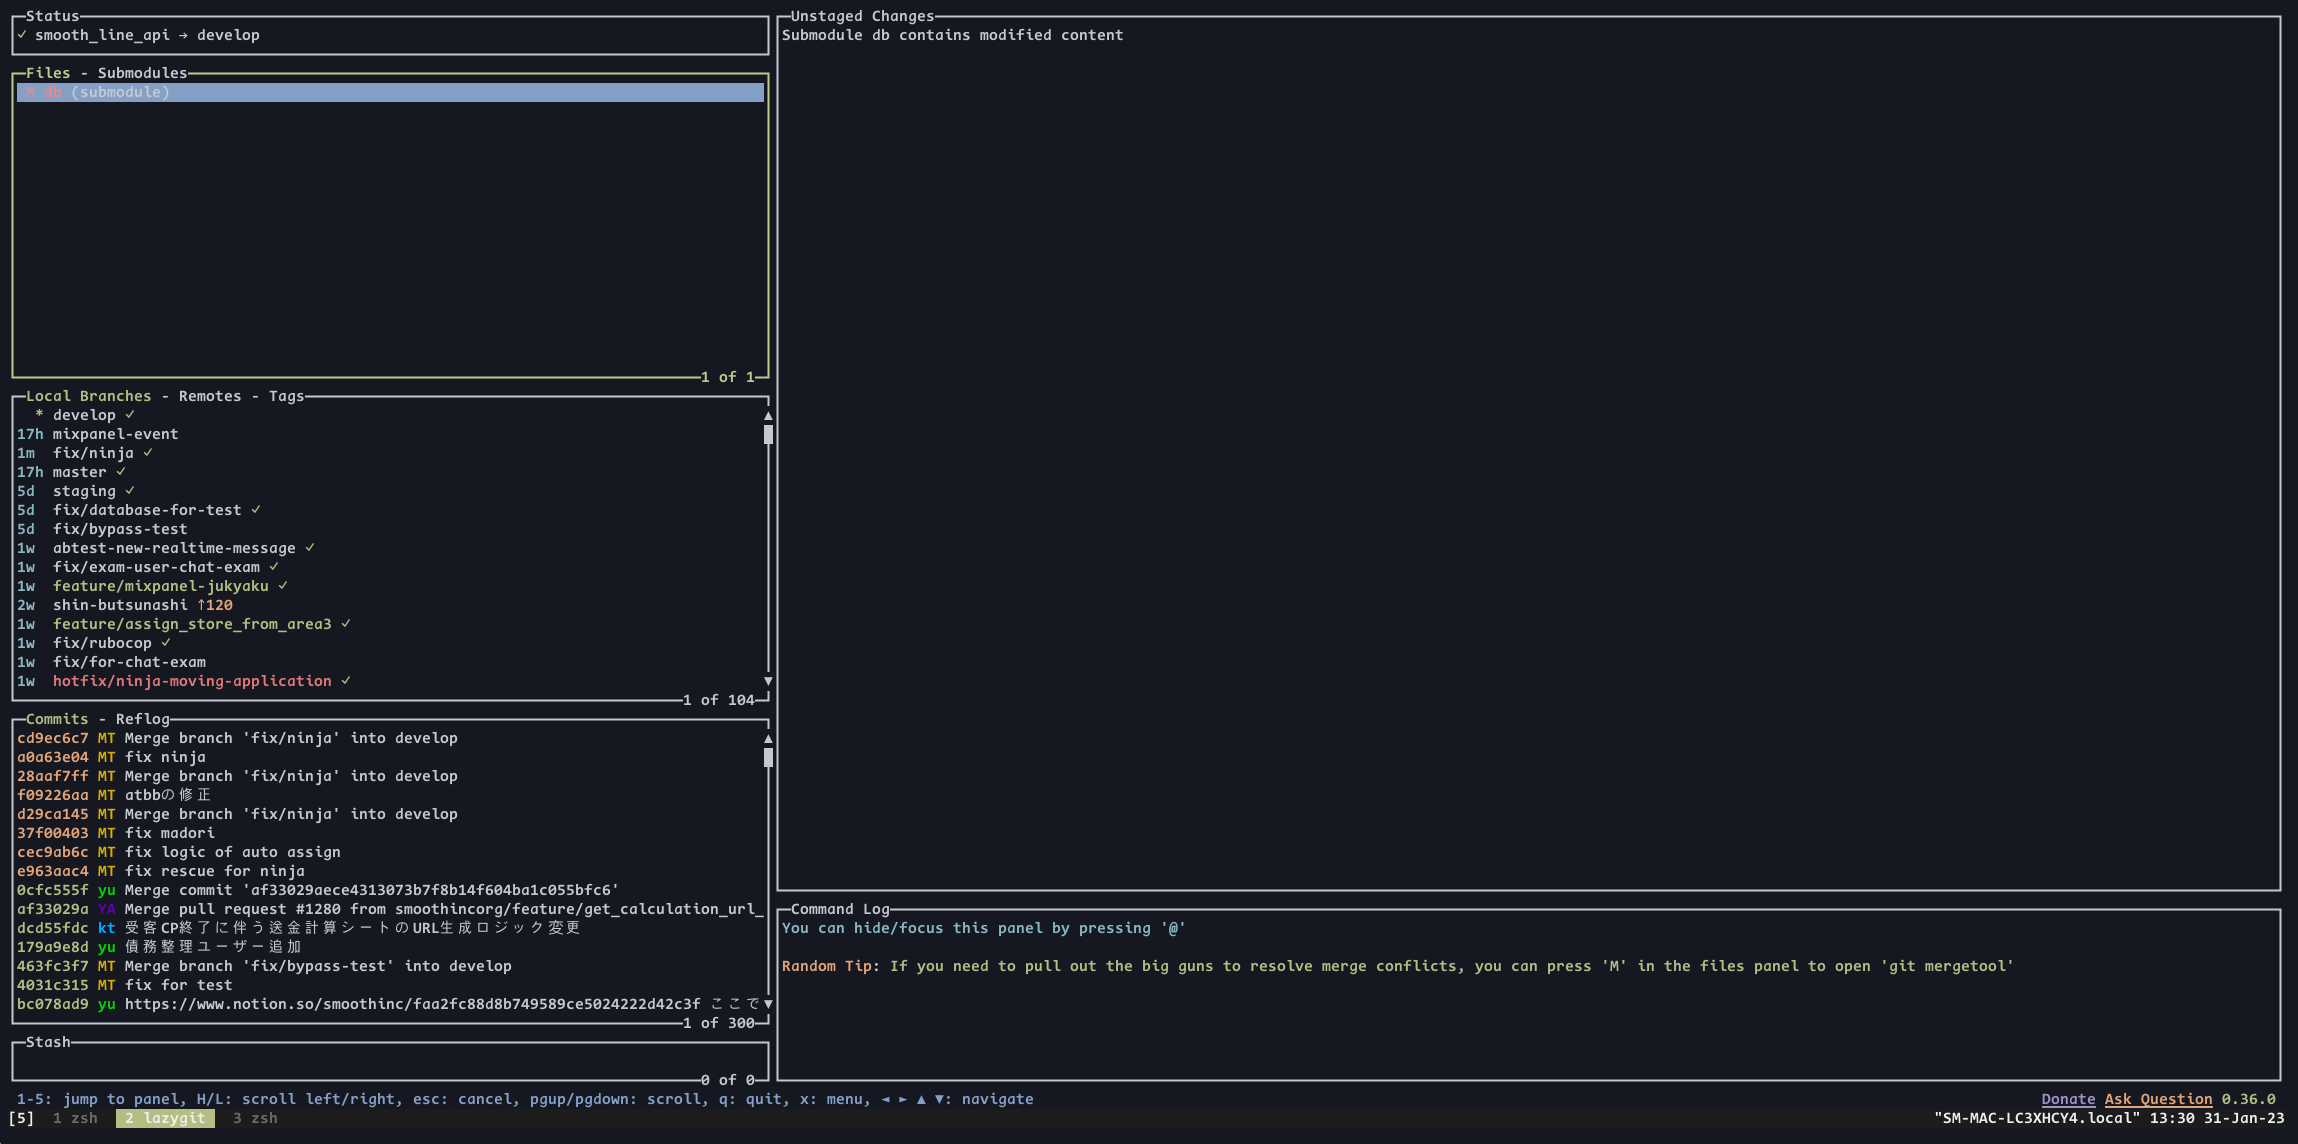 Status
✓ smooth_line_api → develop
Files - Submodules
M db (submodule)
1 of 1
Local Branches - Remotes - Tags
* develop ✓
17h mixpanel-event
1m fix/ninja ✓
17h master ✓
5d staging ✓
5d fix/database-for-test ✓
5d fix/bypass-test
1w abtest-new-realtime-message ✓
1w fix/exam-user-chat-exam ✓
1w feature/mixpanel-jukyaku ✓
2w shin-butsunashi ↑120
1w feature/assign_store_from_area3 ✓
1w fix/rubocop ✓
1w fix/for-chat-exam
1w hotfix/ninja-moving-application ✓
1 of 104
Commits - Reflog
cd9ec6c7 MT Merge branch 'fix/ninja' into develop
a0a63e04 MT fix ninja
28aaf7ff MT Merge branch 'fix/ninja' into develop
f09226aa MT atbbの修正
d29ca145 MT Merge branch 'fix/ninja' into develop
37f00403 MT fix madori
cec9ab6c MT fix logic of auto assign
e963aac4 MT fix rescue for ninja
0cfc555f yu Merge commit 'af33029aece4313073b7f8b14f604ba1c055bfc6'
af33029a YA Merge pull request #1280 from smoothincorg/feature/get_calculation_url_
dcd55fdc kt 受客CP終了に伴う送金計算シートのURL生成ロジック変更
179a9e8d yu 債務整理ユーザー追加
463fc3f7 MT Merge branch 'fix/bypass-test' into develop
4031c315 MT fix for test
bc078ad9 yu https://www.notion.so/smoothinc/faa2fc88d8b749589ce5024222d42c3f ここで
1 of 300
Stash
0 of 0
Unstaged Changes
Submodule db contains modified content
Command Log
You can hide/focus this panel by pressing '@'
Random Tip: If you need to pull out the big guns to resolve merge conflicts, you can press 'M' in the files panel to open 'git mergetool'
1-5: jump to panel, H/L: scroll left/right, esc: cancel, pgup/pgdown: scroll, q: quit, x: menu, ◄ ► ▲ ▼: navigate
Donate Ask Question 0.36.0
[5] 1 zsh 2 lazygit 3 zsh
"SM-MAC-LC3XHCY4.local" 13:30 31-Jan-23